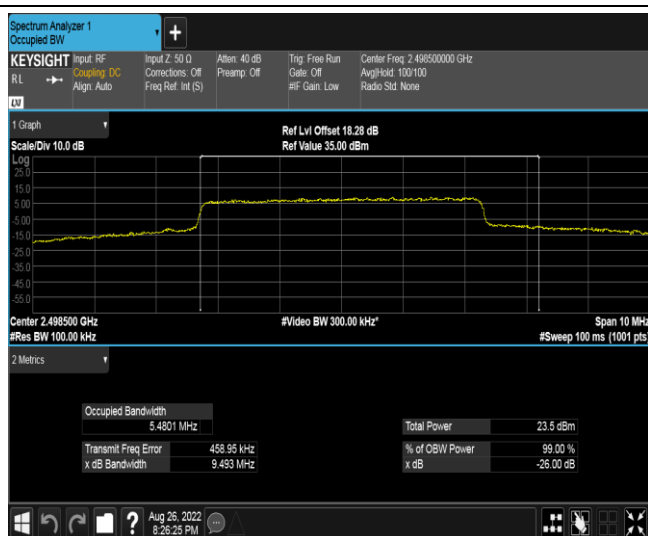 Spectrum Analyzer 1
Occupied BW
+
KEYSIGHT
RL
LXI
Input: RF
Coupling: DC
Align: Auto
Input Z: 50 Ω
Corrections: Off
Freq Ref: Int (S)
Atten: 40 dB
Preamp: Off
Trig: Free Run
Gate: Off
#IF Gain: Low
Center Freq: 2.498500000 GHz
Avg|Hold: 100/100
Radio Std: None
1 Graph
Scale/Div 10.0 dB
Ref Lvl Offset 18.28 dB
Ref Value 35.00 dBm
Log
25.0
15.0
5.00
-5.00
-15.0
-25.0
-35.0
-45.0
-55.0
Center 2.498500 GHz
#Video BW 300.00 kHz*
Span 10 MHz
#Res BW 100.00 kHz
#Sweep 100 ms (1001 pts)
2 Metrics
Occupied Bandwidth
5.4801 MHz
Total Power 23.5 dBm
Transmit Freq Error 458.95 kHz
% of OBW Power 99.00 %
x dB Bandwidth 9.493 MHz
x dB -26.00 dB
?
Aug 26, 2022
8:26:25 PM